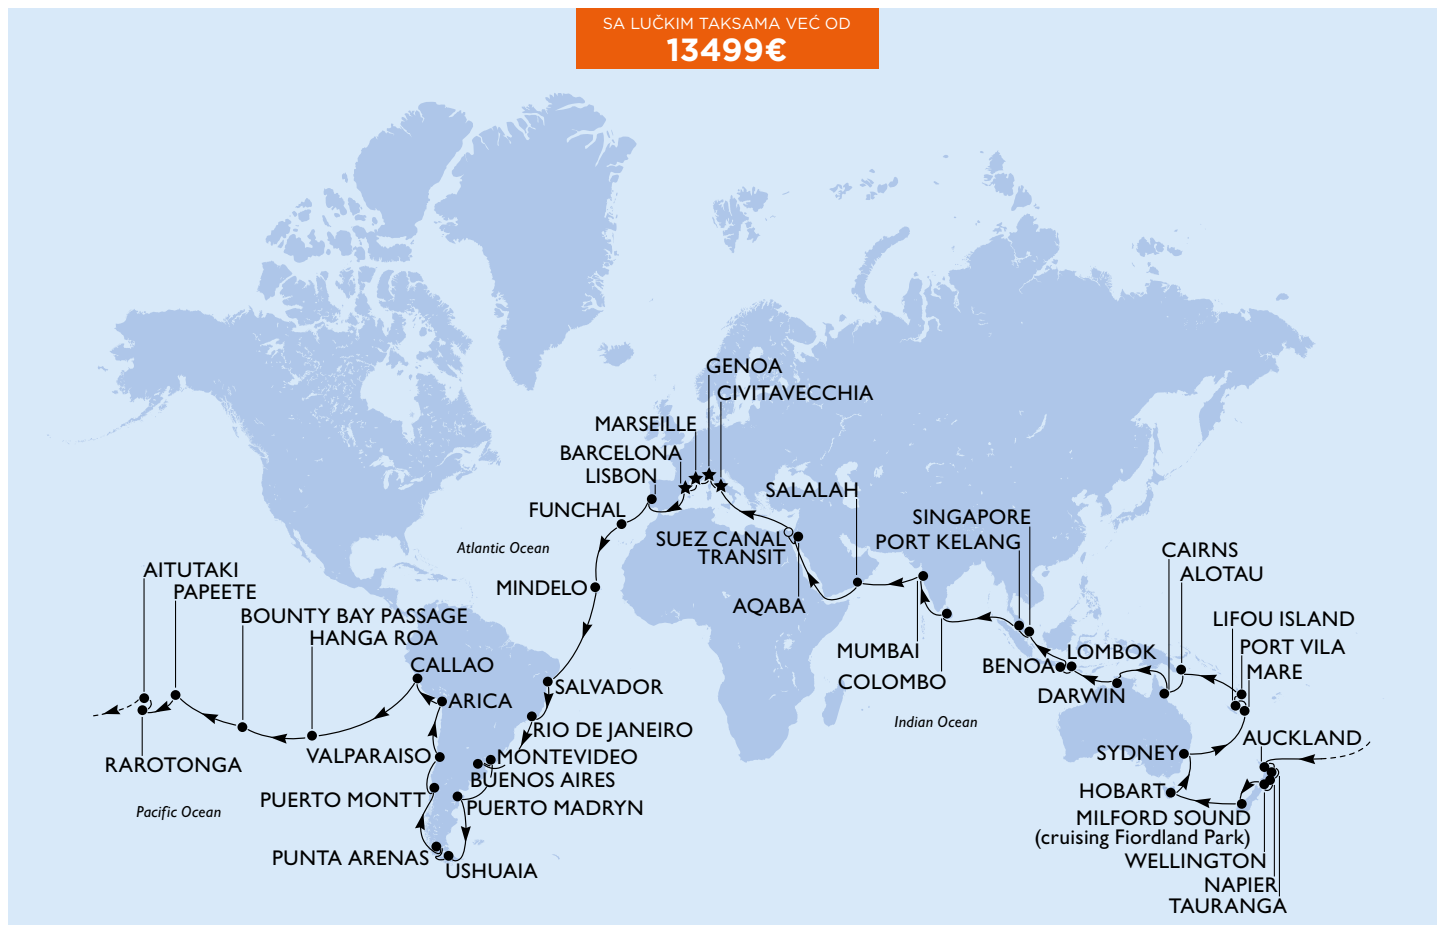 SA LUČKIM TAKSAMA VEĆ OD
13499€
GENOA
CIVITAVECCHIA
MARSEILLE
BARCELONA
LISBON
SALALAH
FUNCHAL
SINGAPORE
SUEZ CANAL
TRANSIT
PORT KELANG
Atlantic Ocean
CAIRNS
AITUTAKI
ALOTAU
PAPEETE
MINDELO
AQABA
BOUNTY BAY PASSAGE
LIFOU ISLAND
HANGA ROA
PORT VILA
MUMBAI
LOMBOK
CALLAO
BENOA
MARE
COLOMBO
SALVADOR
DARWIN
ARICA
Indian Ocean
RIO DE JANEIRO
AUCKLAND
VALPARAISO
MONTEVIDEO
SYDNEY
RAROTONGA
BUENOS AIRES
HOBART
PUERTO MONTT
PUERTO MADRYN
Pacific Ocean
MILFORD SOUND
(cruising Fiordland Park)
PUNTA ARENAS
WELLINGTON
USHUAIA
NAPIER
TAURANGA